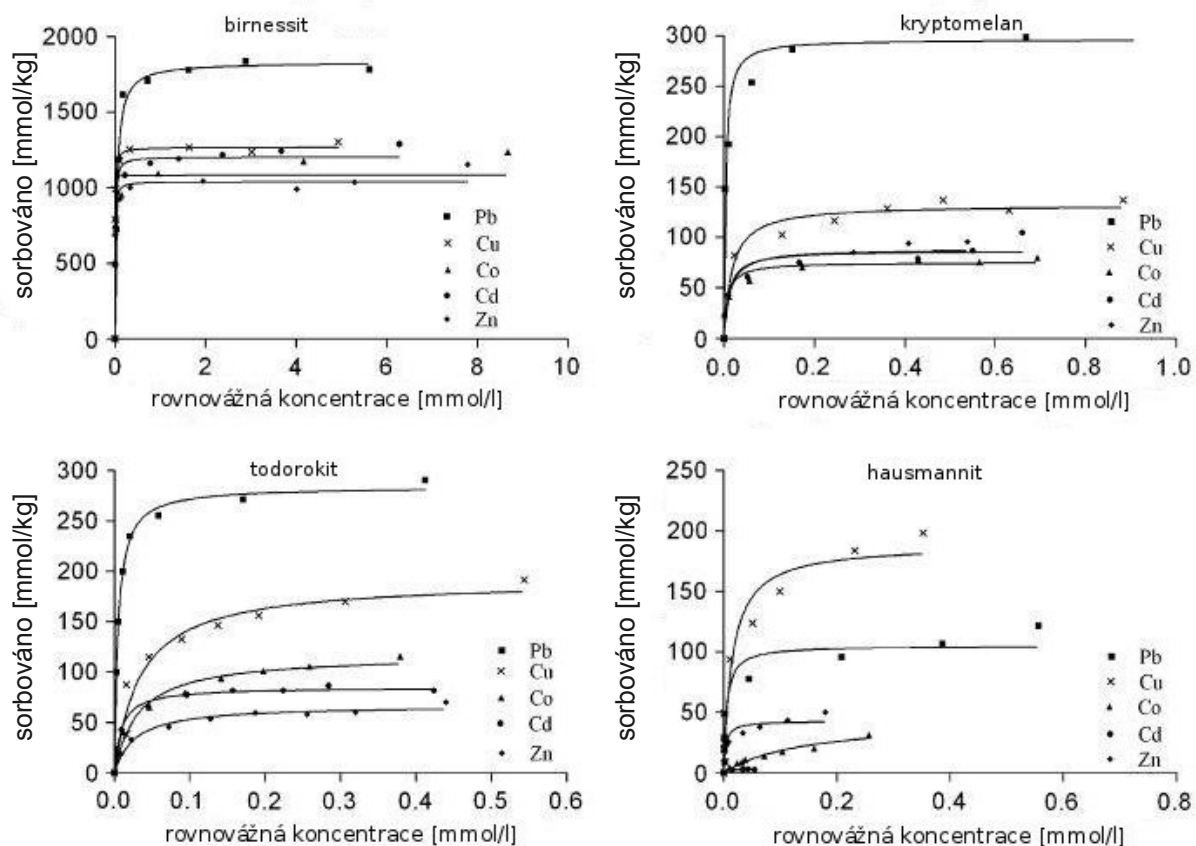 birnessit
sorbováno [mmol/kg]
2000
1500
1000
500
0
0
2
4
6
8
10
rovnovážná koncentrace [mmol/l]
Pb
Cu
Co
Cd
Zn
kryptomelan
sorbováno [mmol/kg]
300
250
200
150
100
50
0
0.0
0.2
0.4
0.6
0.8
1.0
rovnovážná koncentrace [mmol/l]
Pb
Cu
Co
Cd
Zn
todorokit
sorbováno [mmol/kg]
300
250
200
150
100
50
0
0.0
0.1
0.2
0.3
0.4
0.5
0.6
rovnovážná koncentrace [mmol/l]
Pb
Cu
Co
Cd
Zn
hausmannit
sorbováno [mmol/kg]
250
200
150
100
50
0
0.0
0.2
0.4
0.6
0.8
rovnovážná koncentrace [mmol/l]
Pb
Cu
Co
Cd
Zn